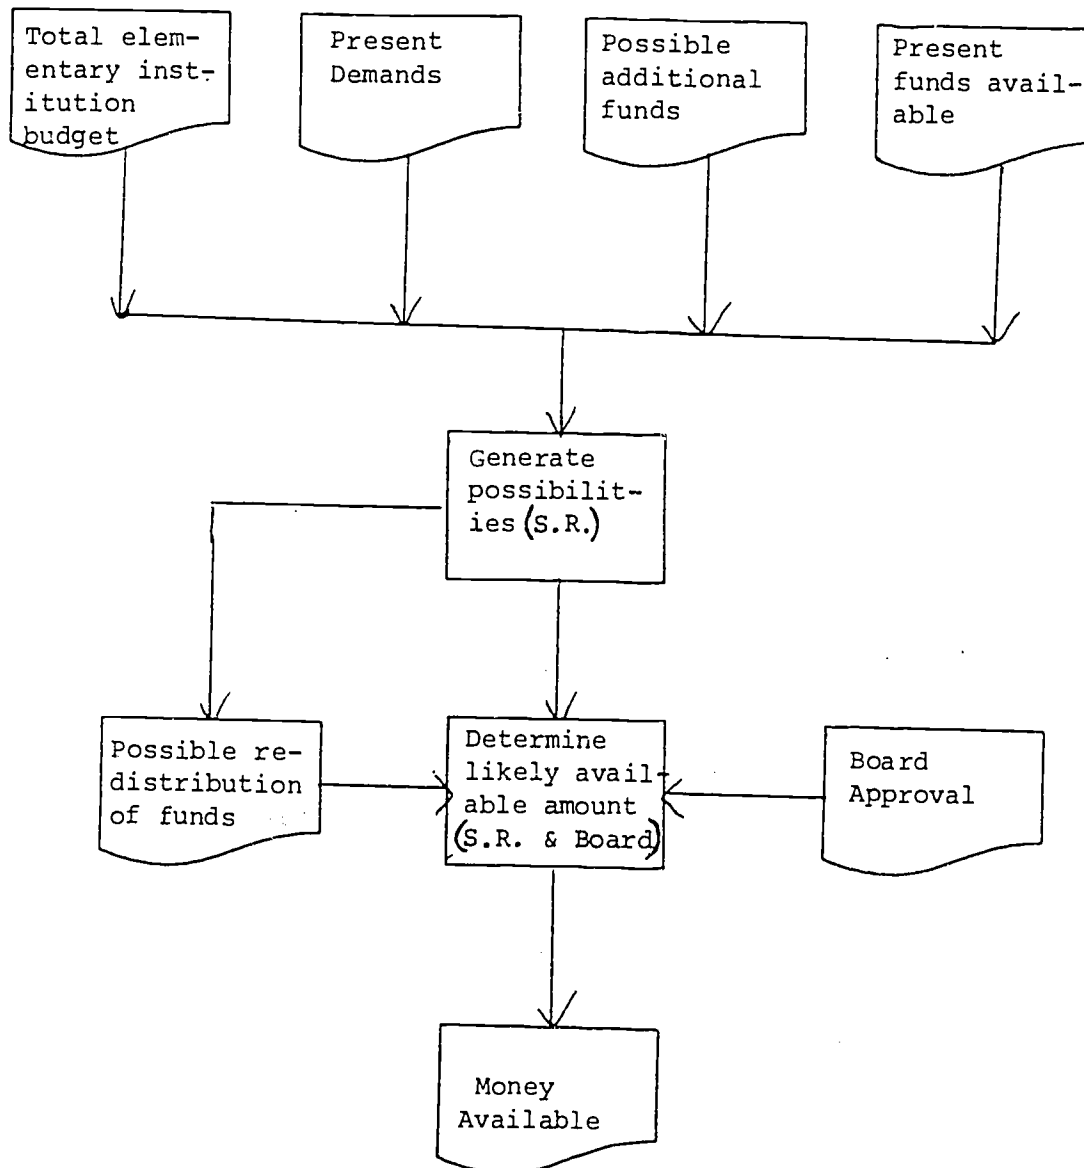 Total elem-
entary inst-
itution
budget
Present
Demands
Possible
additional
funds
Present
funds avail-
able
Generate
possibilit-
ies (S.R.)
Possible re-
distribution
of funds
Determine
likely avail-
able amount
(S.R. & Board)
Board
Approval
Money
Available